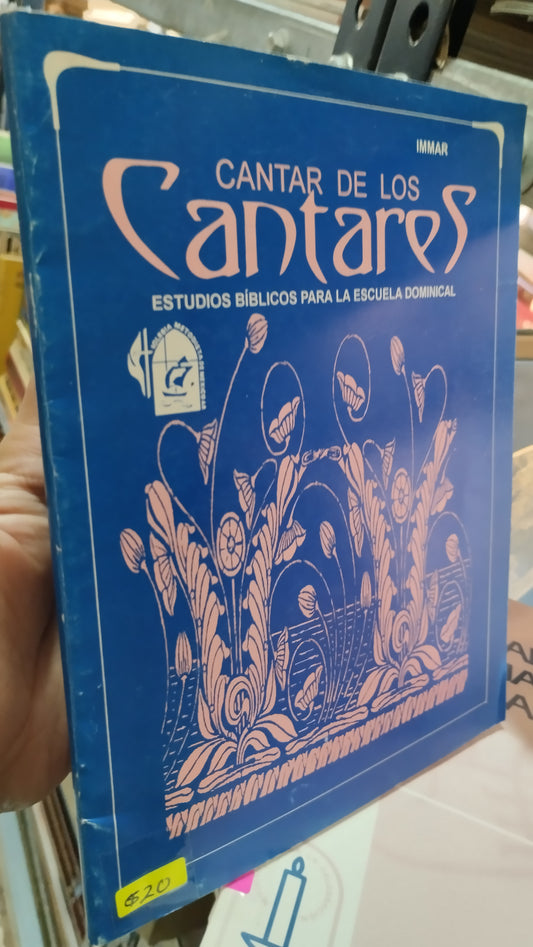 IMMAR
CANTAR DE LOS
Cantares
ESTUDIOS BÍBLICOS PARA LA ESCUELA DOMINICAL
$20